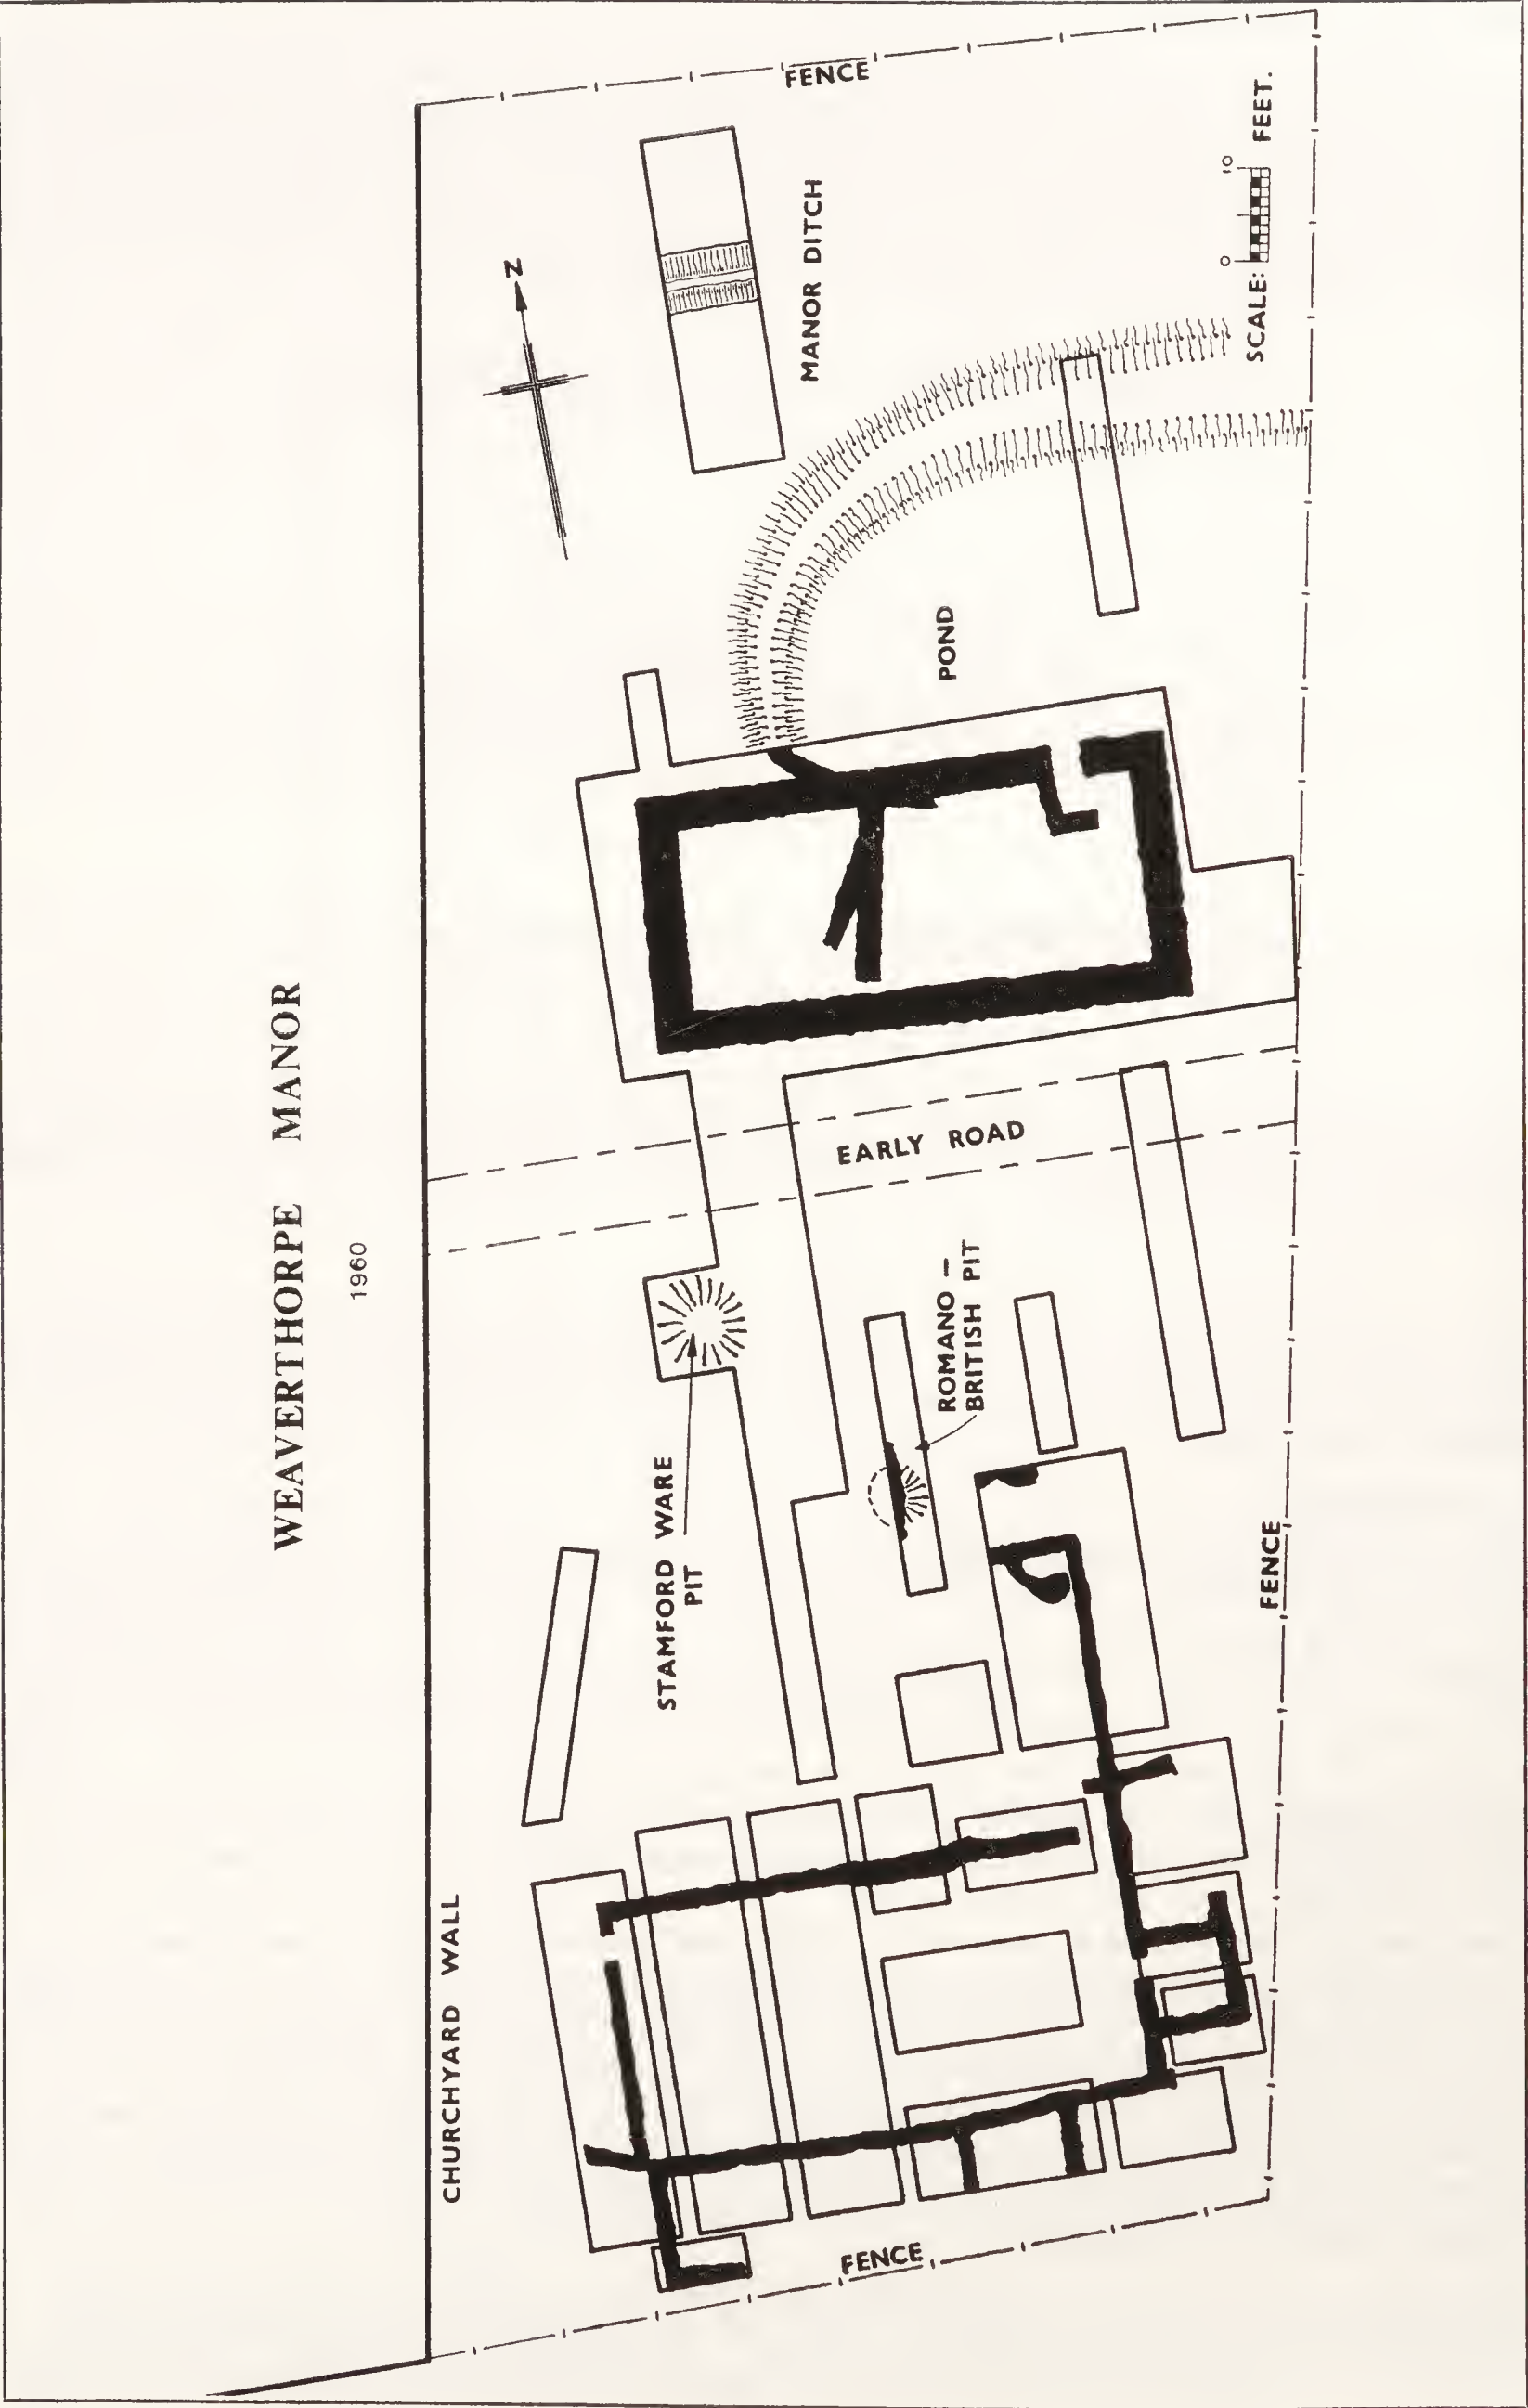 WEAVERTHORPE MANOR
1960
CHURCHYARD WALL
STAMFORD WARE
PIT
N
MANOR DITCH
FENCE
EARLY ROAD
POND
ROMANO –
BRITISH PIT
FENCE
FENCE
SCALE: 0 10 FEET.